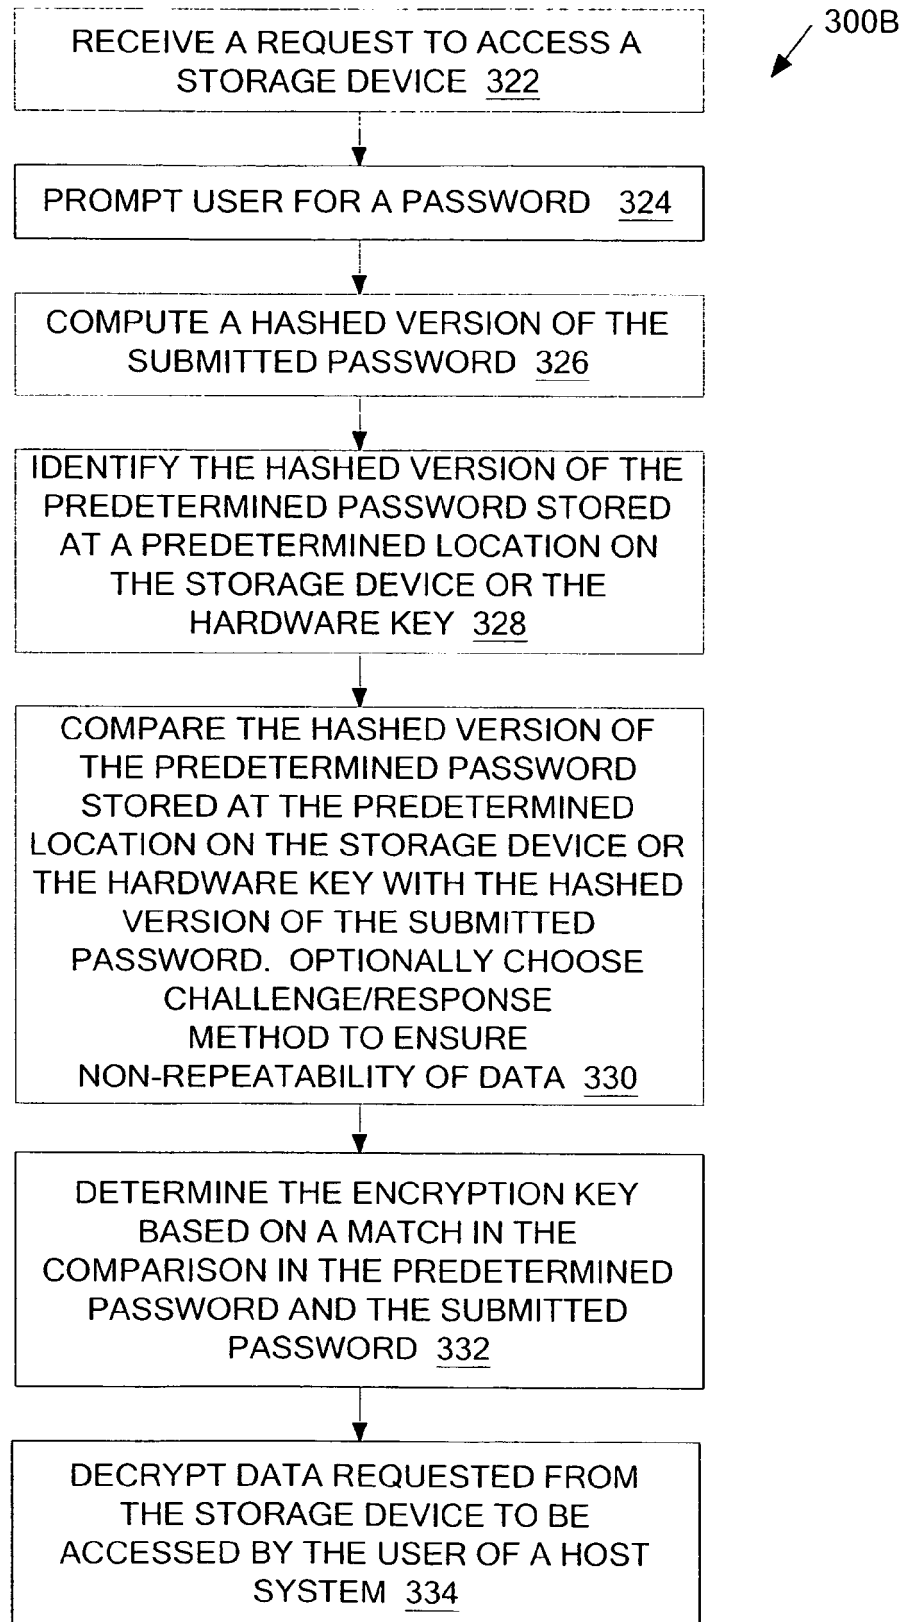 300B
RECEIVE A REQUEST TO ACCESS A
STORAGE DEVICE 322
PROMPT USER FOR A PASSWORD 324
COMPUTE A HASHED VERSION OF THE
SUBMITTED PASSWORD 326
IDENTIFY THE HASHED VERSION OF THE
PREDETERMINED PASSWORD STORED
AT A PREDETERMINED LOCATION ON
THE STORAGE DEVICE OR THE
HARDWARE KEY 328
COMPARE THE HASHED VERSION OF
THE PREDETERMINED PASSWORD
STORED AT THE PREDETERMINED
LOCATION ON THE STORAGE DEVICE OR
THE HARDWARE KEY WITH THE HASHED
VERSION OF THE SUBMITTED
PASSWORD. OPTIONALLY CHOOSE
CHALLENGE/RESPONSE
METHOD TO ENSURE
NON-REPEATABILITY OF DATA 330
DETERMINE THE ENCRYPTION KEY
BASED ON A MATCH IN THE
COMPARISON IN THE PREDETERMINED
PASSWORD AND THE SUBMITTED
PASSWORD 332
DECRYPT DATA REQUESTED FROM
THE STORAGE DEVICE TO BE
ACCESSED BY THE USER OF A HOST
SYSTEM 334